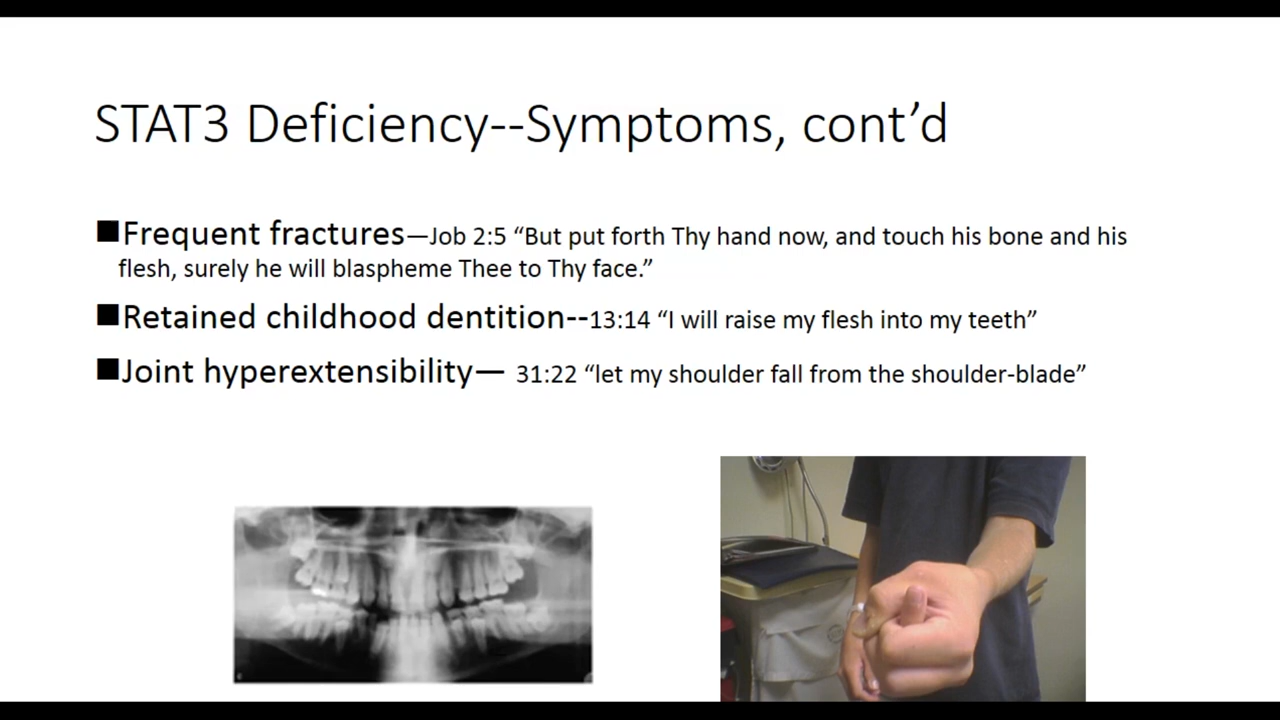 STAT3 Deficiency--Symptoms, cont’d
■Frequent fractures—Job 2:5 “But put forth Thy hand now, and touch his bone and his
flesh, surely he will blaspheme Thee to Thy face.”
■Retained childhood dentition--13:14 “I will raise my flesh into my teeth”
■Joint hyperextensibility— 31:22 “let my shoulder fall from the shoulder-blade”